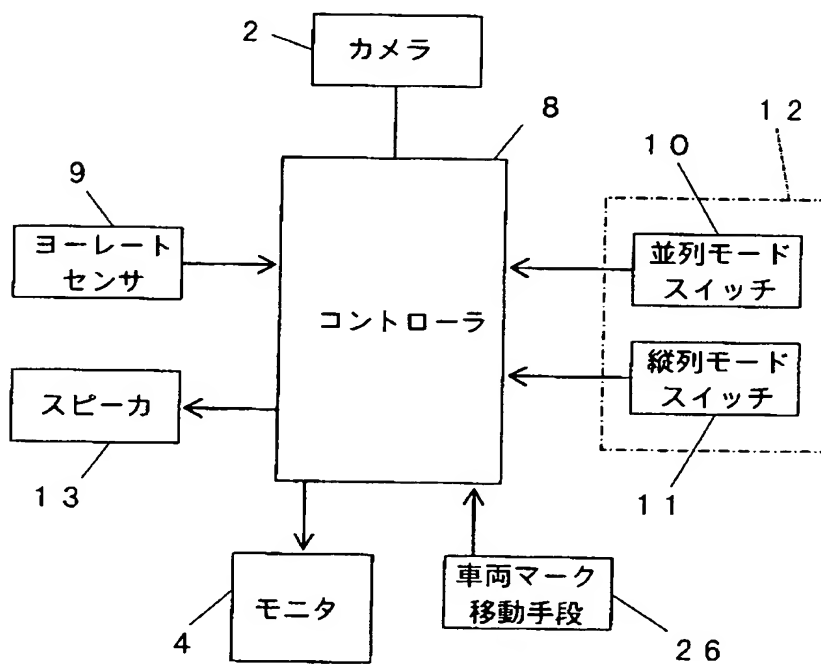 2
カメラ
8
12
10
9
ヨーレート
センサ
並列モード
スイッチ
コントローラ
縦列モード
スイッチ
スピーカ
13
11
モニタ
4
車両マーク
移動手段
26